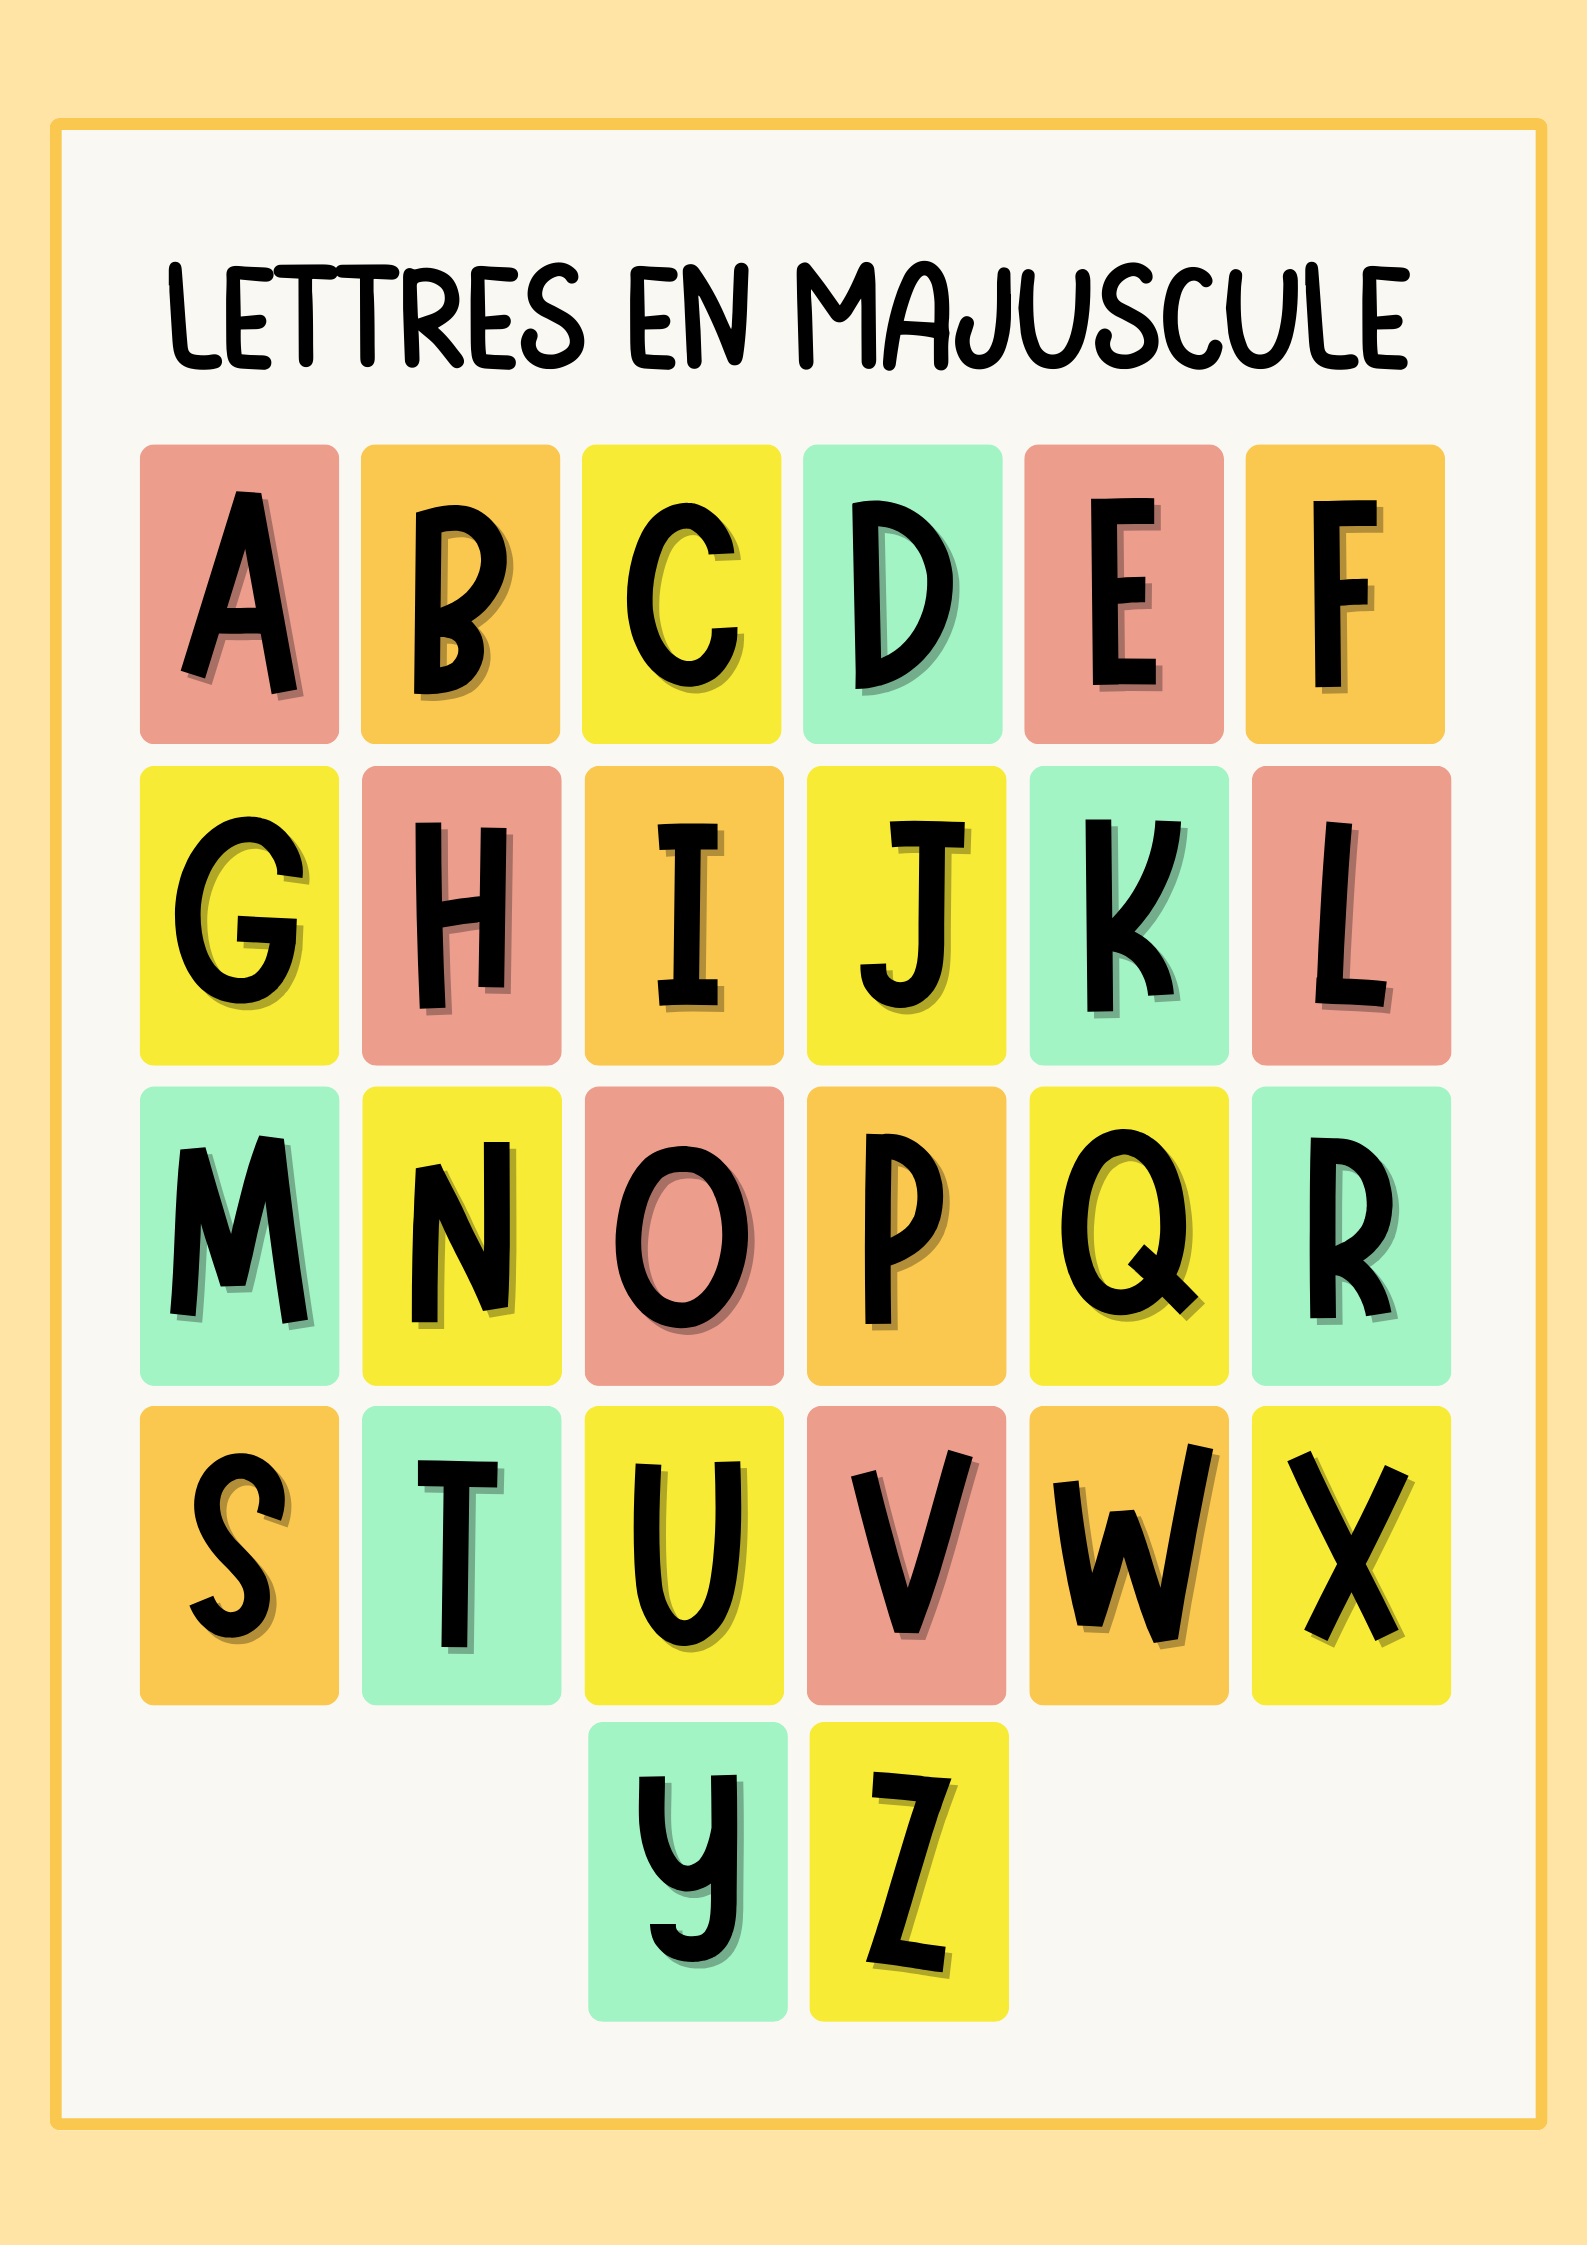 LETTRES EN MAJUSCULE
A B C D E F
G H I J K L
M N O P Q R
S T U V W X
Y Z